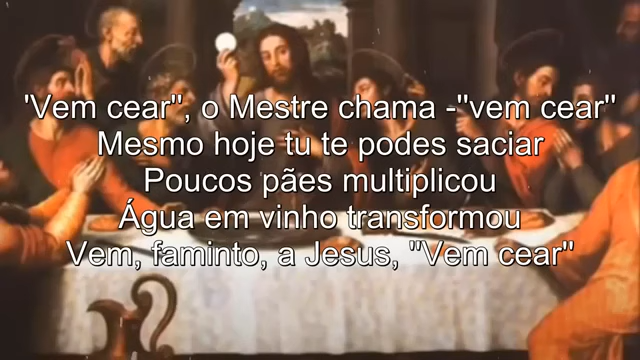 'Vem cear", o Mestre chama -"vem cear"
Mesmo hoje tu te podes saciar
Poucos pães multiplicou
Água em vinho transformou
Vem, faminto, a Jesus, "Vem cear"